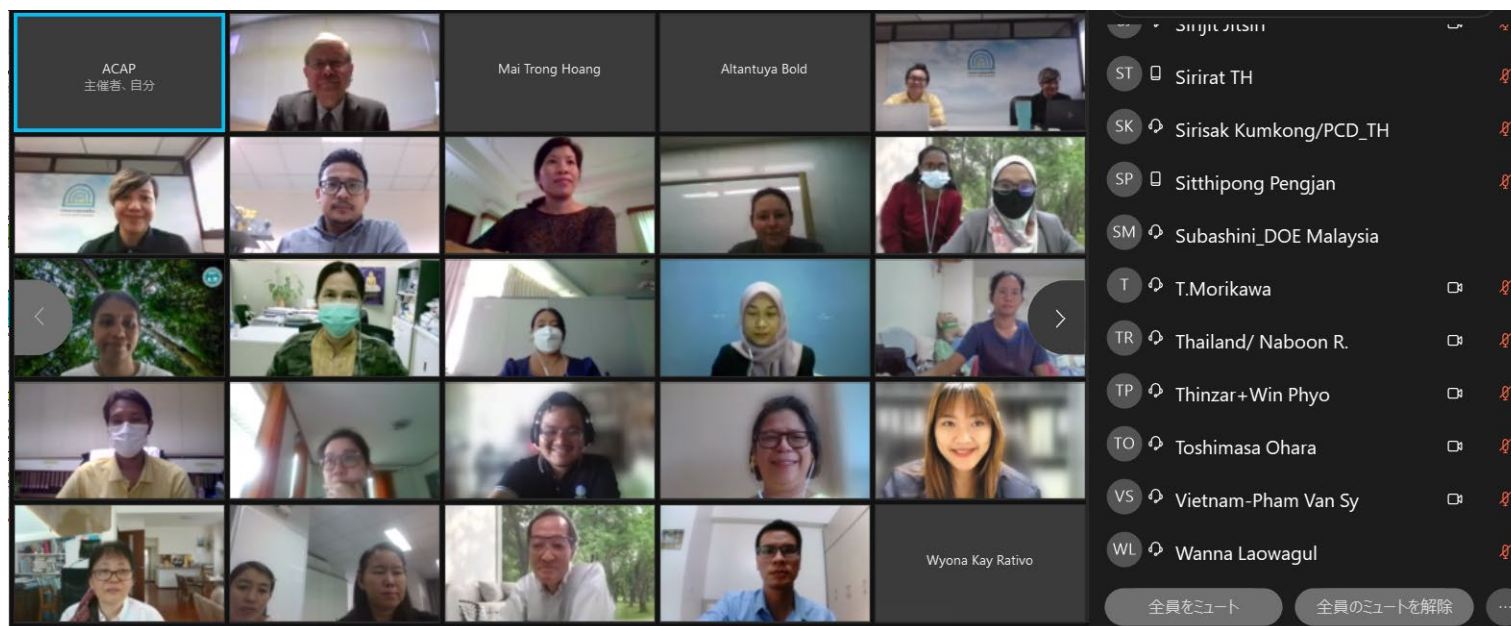 ACAP
主催者、自分
Mai Trong Hoang
Altantuya Bold
Wyona Kay Rativo
Sinjit Jitsin
ST Sirirat TH
SK Sirisak Kumkong/PCD_TH
SP Sitthipong Pengjan
SM Subashini_DOE Malaysia
T T.Morikawa
TR Thailand/ Naboon R.
TP Thinzar+Win Phyo
TO Toshimasa Ohara
VS Vietnam-Pham Van Sy
WL Wanna Laowagul
全員をミュート
全員のミュートを解除
...